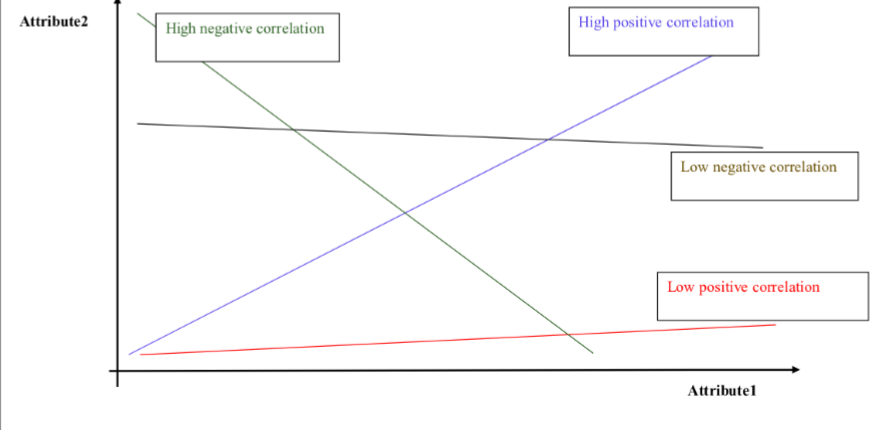 Attribute2
High negative correlation
High positive correlation
Low negative correlation
Low positive correlation
Attribute1